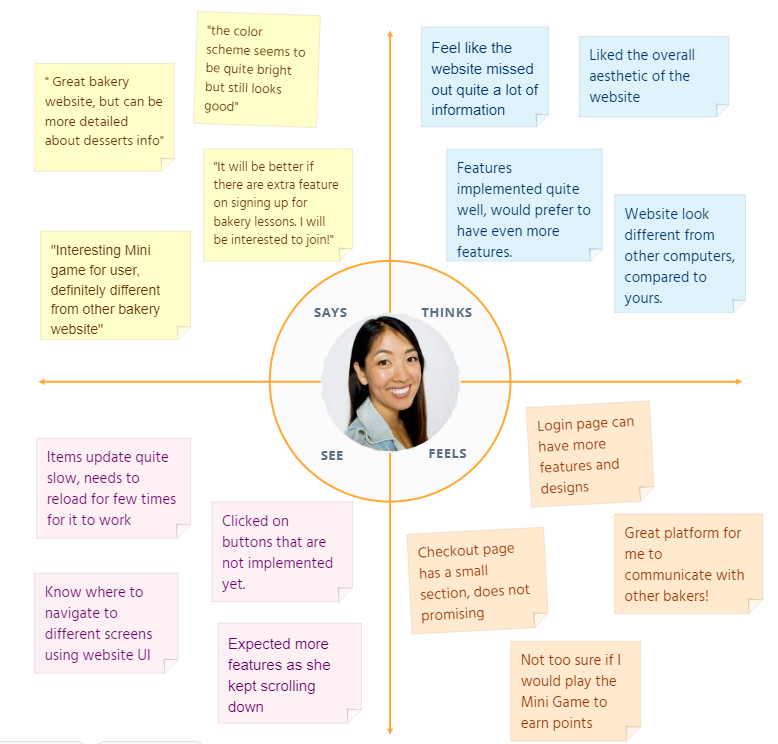 " Great bakery
website, but can be
more detailed
about desserts info"
"the color
scheme seems to
be quite bright
but still looks
good"
"It will be better if
there are extra feature
on signing up for
bakery lessons. I will
be interested to join!"
"Interesting Mini
game for user,
definitely different
from other bakery
website"
Feel like the
website missed
out quite a lot of
information
Liked the overall
aesthetic of the
website
Features
implemented quite
well, would prefer to
have even more
features.
Website look
different from
other computers,
compared to
yours.
SAYS
THINKS
SEE
FEELS
Items update quite
slow, needs to
reload for few times
for it to work
Clicked on
buttons that are
not implemented
yet.
Know where to
navigate to
different screens
using website UI
Expected more
features as she
kept scrolling
down
Login page can
have more
features and
designs
Checkout page
has a small
section, does not
promising
Great platform for
me to
communicate with
other bakers!
Not too sure if I
would play the
Mini Game to
earn points